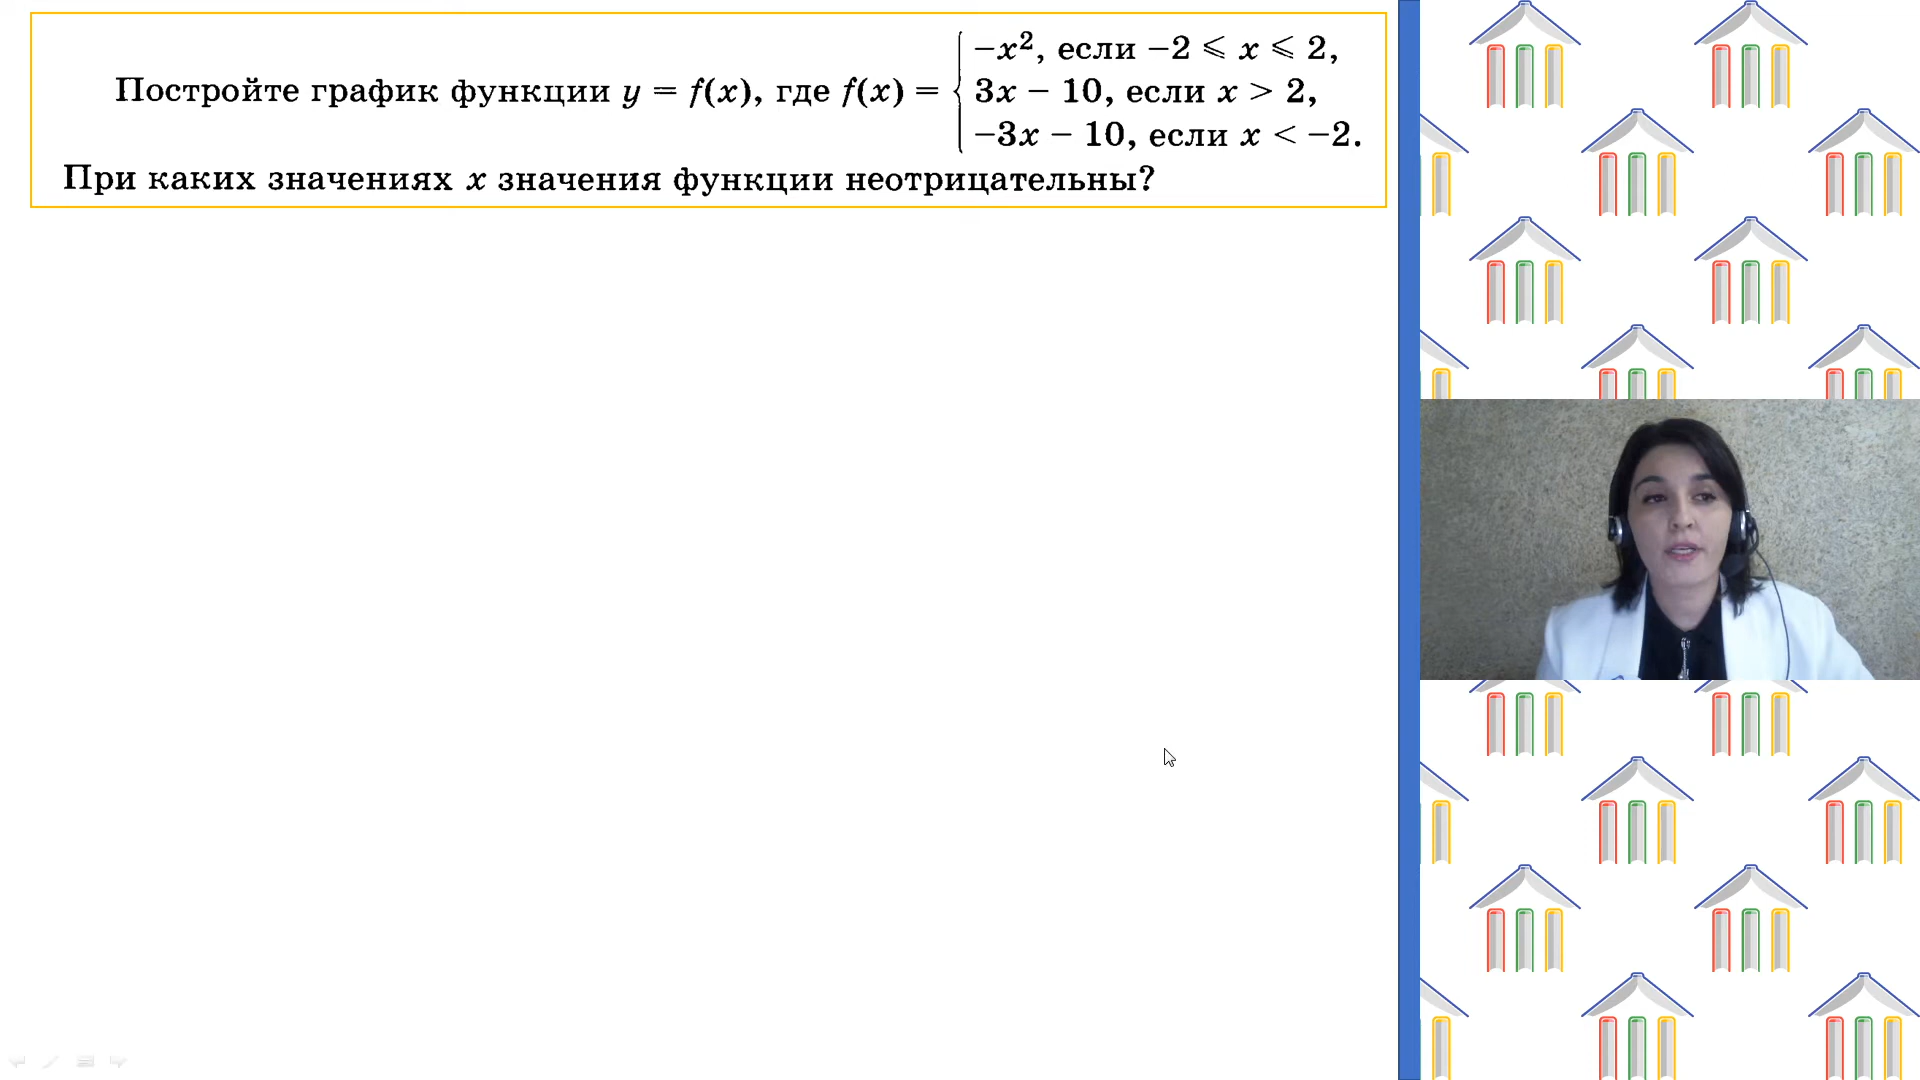 −x², если −2 ⩽ x ⩽ 2,
Постройте график функции y = f(x), где f(x) = { 3x − 10, если x > 2,
−3x − 10, если x < −2.
При каких значениях x значения функции неотрицательны?